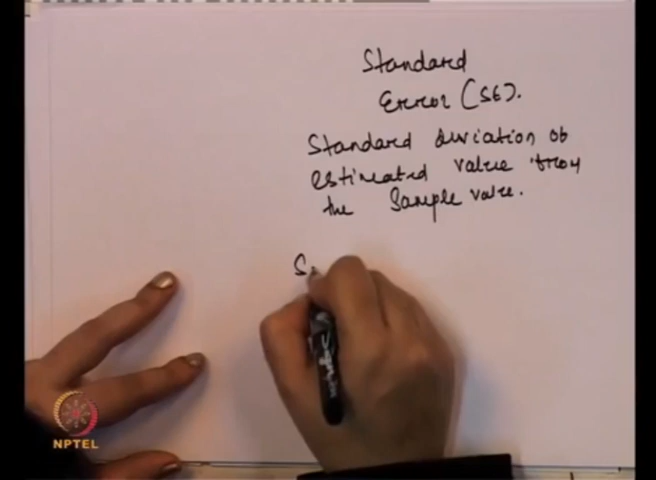 Standard
Error (SE).
Standard deviation of
estimated value from
the Sample value.
S
NPTEL